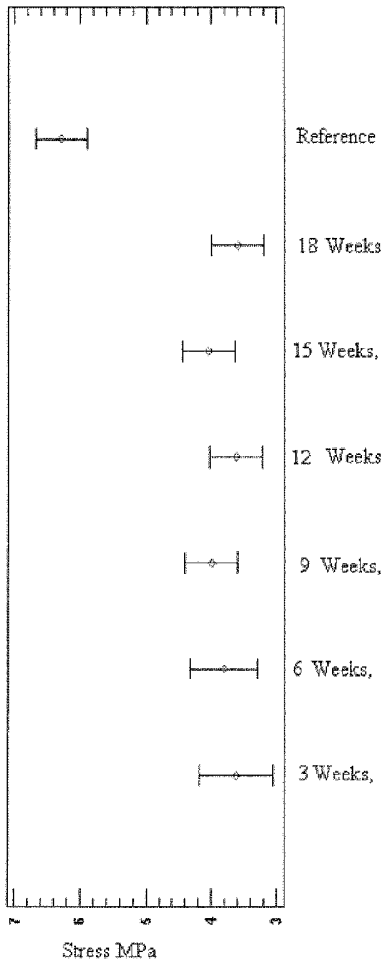 Reference
18 Weeks
15 Weeks,
12 Weeks
9 Weeks,
6 Weeks,
3 Weeks,
7 6 5 4 3
Stress MPa